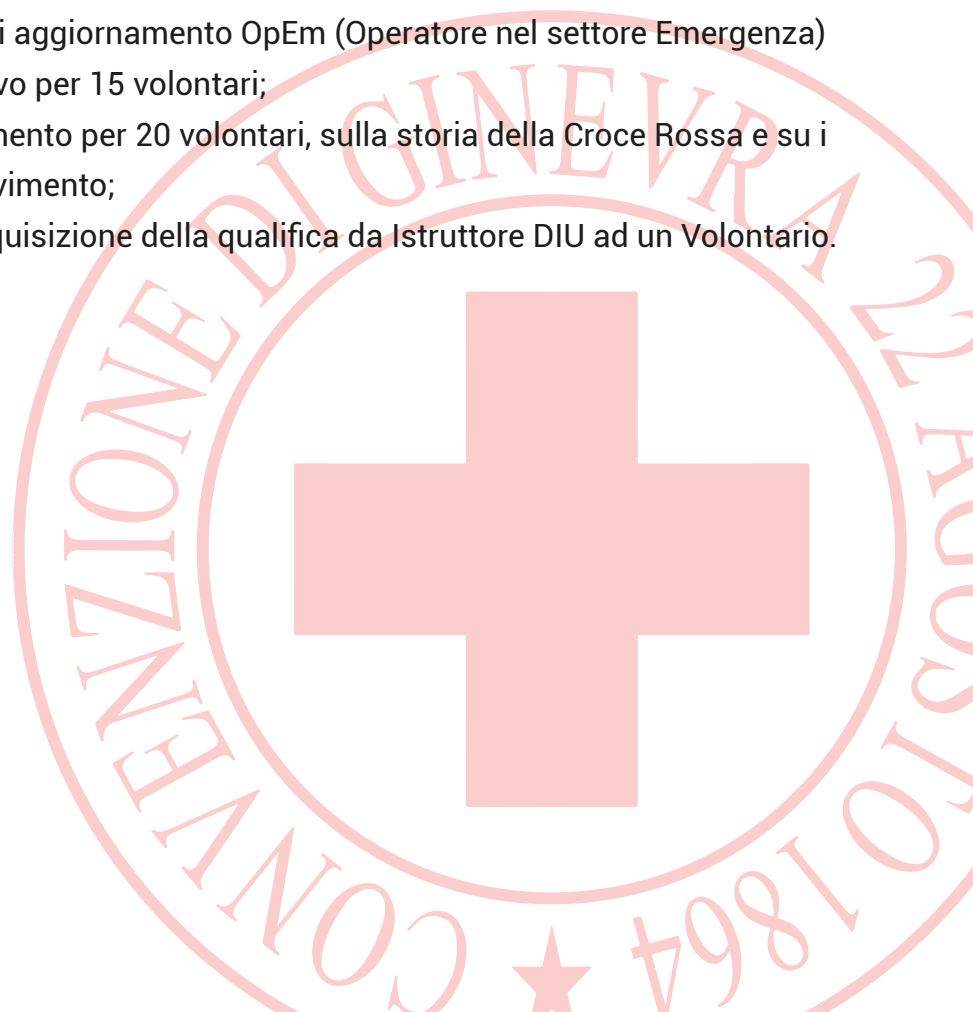 i aggiornamento OpEm (Operatore nel settore Emergenza)
vo per 15 volontari;
mento per 20 volontari, sulla storia della Croce Rossa e su i
vimento;
quisizione della qualifica da Istruttore DIU ad un Volontario.
CONVENZIONE DI GINEVRA 22 AGOSTO 1864